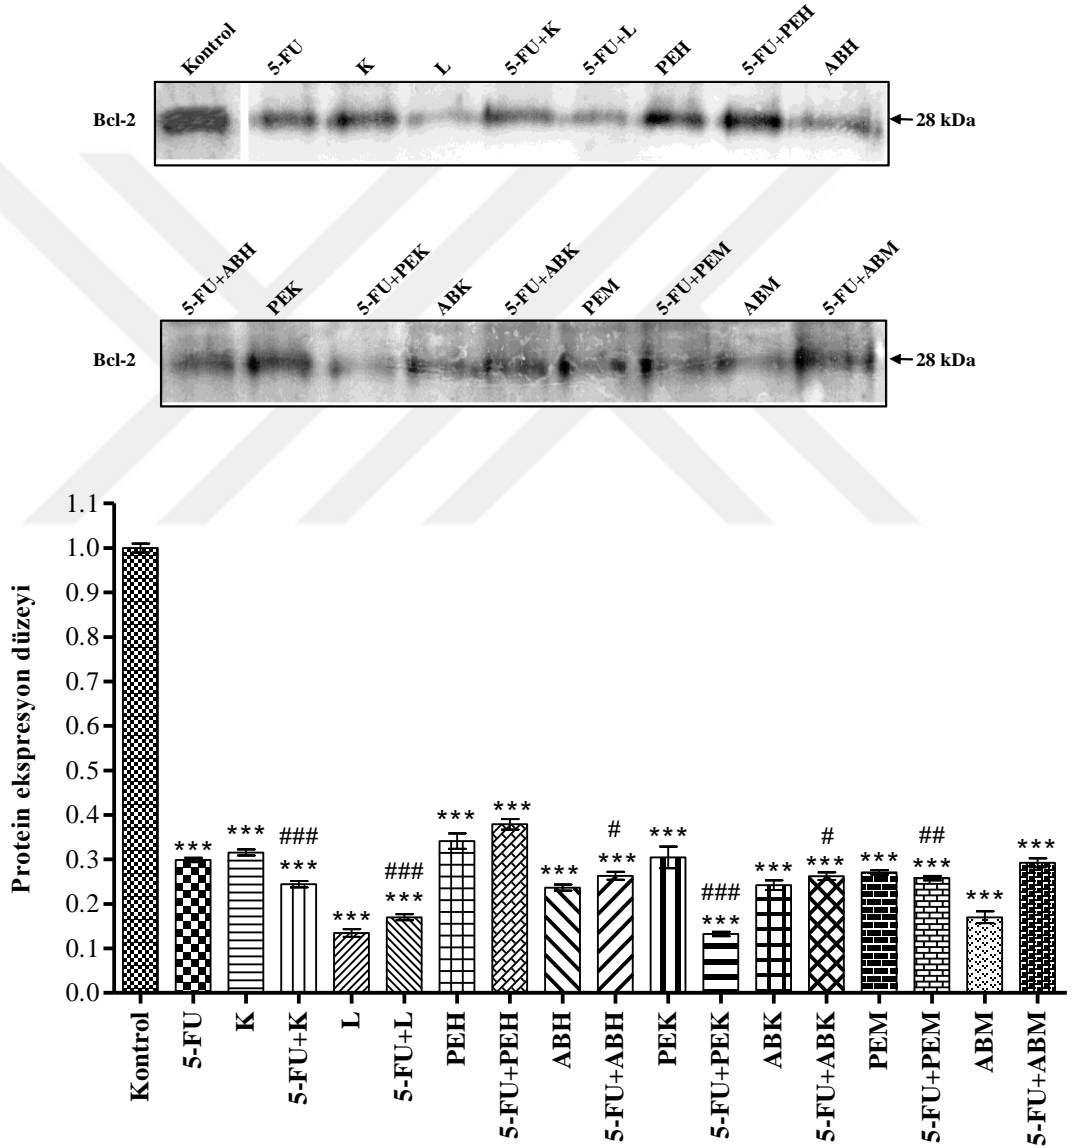 Kontrol 5-FU K L 5-FU+K 5-FU+L PEH 5-FU+PEH ABH
Bcl-2 28 kDa
5-FU+ABH PEK 5-FU+PEK ABK 5-FU+ABK PEM 5-FU+PEM ABM 5-FU+ABM
Bcl-2 28 kDa
Protein ekspresyon düzeyi
1.1
1.0
0.9
0.8
0.7
0.6
0.5
0.4
0.3
0.2
0.1
0.0
***
***
###
***
***
###
***
***
***
***
#
***
***
###
***
***
#
***
***
##
***
***
***
Kontrol
5-FU
K
5-FU+K
L
5-FU+L
PEH
5-FU+PEH
ABH
5-FU+ABH
PEK
5-FU+PEK
ABK
5-FU+ABK
PEM
5-FU+PEM
ABM
5-FU+ABM